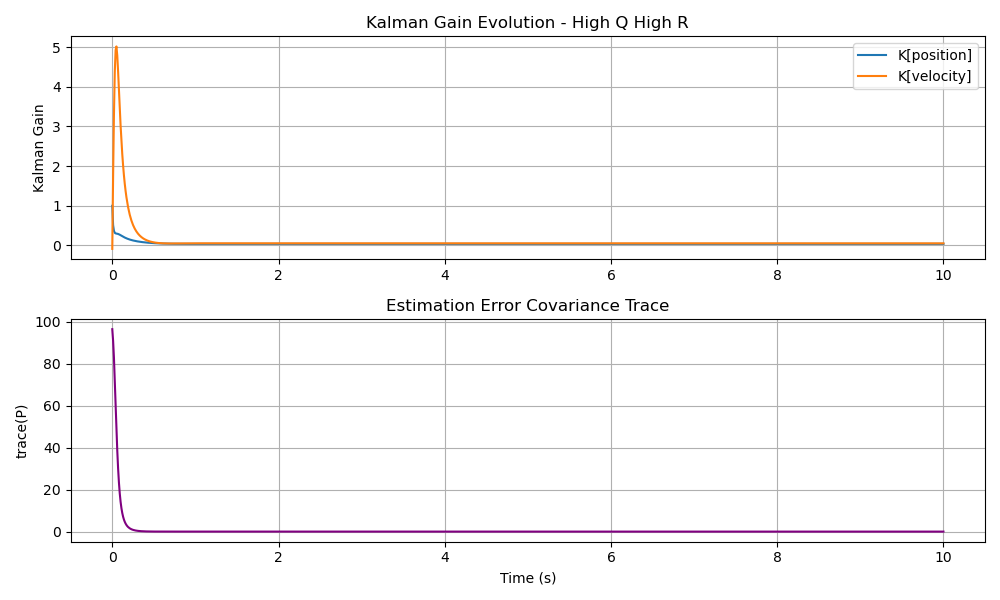 Kalman Gain Evolution - High Q High R
Kalman Gain
5
4
3
2
1
0
K[position]
K[velocity]
0 2 4 6 8 10
Estimation Error Covariance Trace
trace(P)
100
80
60
40
20
0
0 2 4 6 8 10
Time (s)